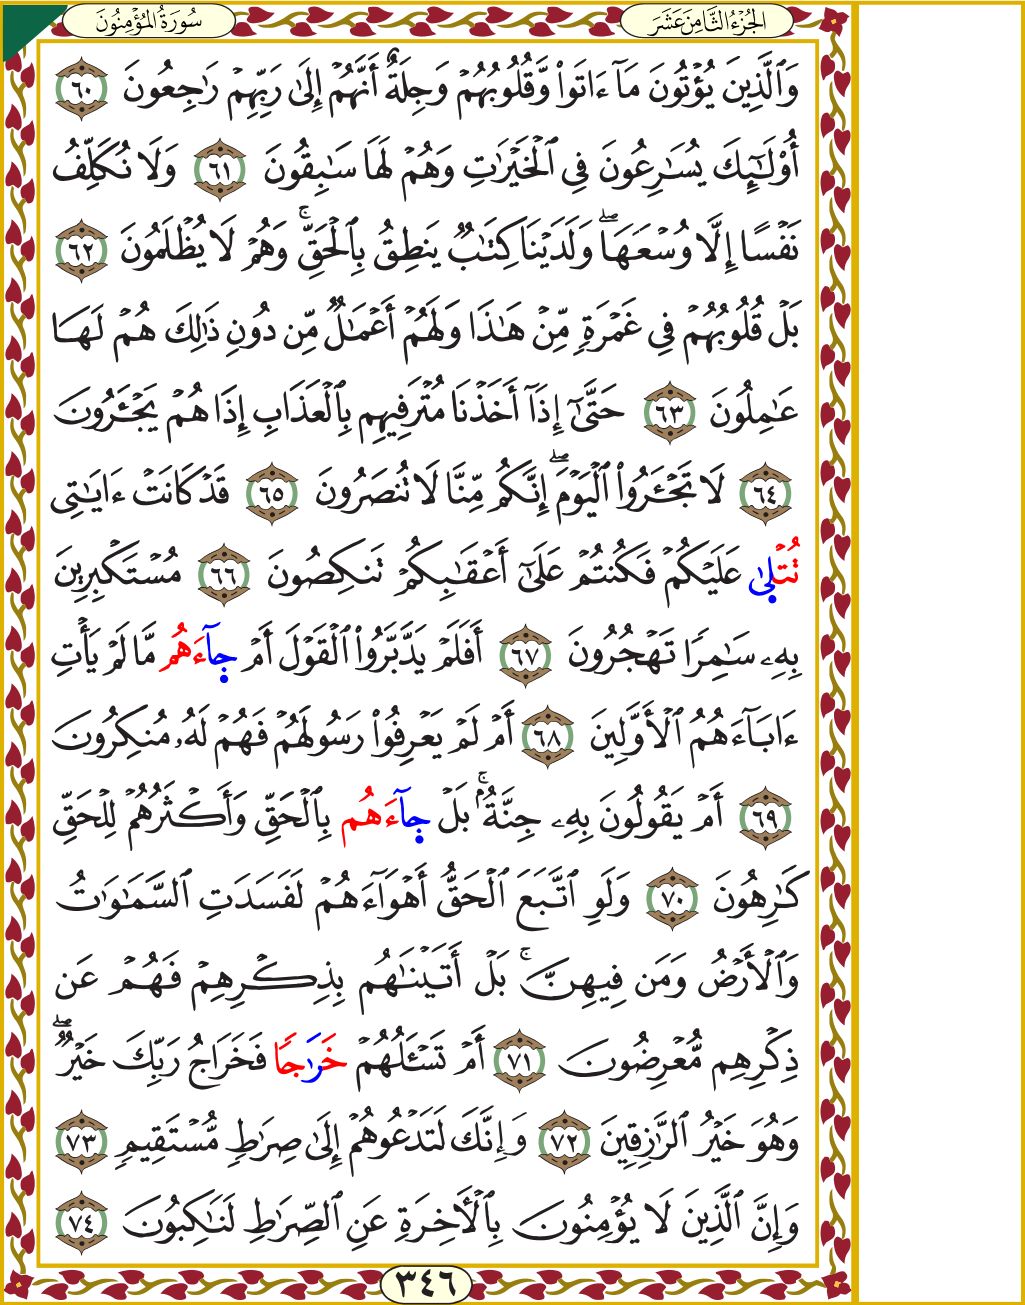 الجُزْءُ الثَّامِنَ عَشَرَ
سُورَةُ المُؤْمِنُونَ
وَٱلَّذِينَ يُؤۡتُونَ مَآ ءَاتَواْ وَّقُلُوبُهُمۡ وَجِلَةٌ أَنَّهُمۡ إِلَىٰ رَبِّهِمۡ رَٰجِعُونَ ٦٠
أُوْلَـٰٓئِكَ يُسَـٰرِعُونَ فِي ٱلۡخَيۡرَٰتِ وَهُمۡ لَهَا سَـٰبِقُونَ ٦١ وَلَا نُكَلِّفُ
نَفۡسًا إِلَّا وُسۡعَهَاۖ وَلَدَيۡنَا كِتَـٰبٌ يَنطِقُ بِٱلۡحَقِّۚ وَهُمۡ لَا يُظۡلَمُونَ ٦٢
بَلۡ قُلُوبُهُمۡ فِي غَمۡرَةٍ مِّنۡ هَـٰذَا وَلَهُمۡ أَعۡمَـٰلٌ مِّن دُونِ ذَٰلِكَ هُمۡ لَهَا
عَـٰمِلُونَ ٦٣ حَتَّىٰٓ إِذَآ أَخَذۡنَا مُتۡرَفِيهِم بِٱلۡعَذَابِ إِذَا هُمۡ يَجۡـَٔرُونَ
٦٤ لَا تَجۡـَٔرُواْ ٱلۡيَوۡمَۖ إِنَّكُم مِّنَّا لَا تُنصَرُونَ ٦٥ قَدۡ كَانَتۡ ءَايَـٰتِي
تُتۡلَىٰ عَلَيۡكُمۡ فَكُنتُمۡ عَلَىٰٓ أَعۡقَـٰبِكُمۡ تَنكِصُونَ ٦٦ مُسۡتَكۡبِرِينَ
بِهِۦ سَـٰمِرًا تَهۡجُرُونَ ٦٧ أَفَلَمۡ يَدَّبَّرُواْ ٱلۡقَوۡلَ أَمۡ جَآءَهُم مَّا لَمۡ يَأۡتِ
ءَابَآءَهُمُ ٱلۡأَوَّلِينَ ٦٨ أَمۡ لَمۡ يَعۡرِفُواْ رَسُولَهُمۡ فَهُمۡ لَهُۥ مُنكِرُونَ
٦٩ أَمۡ يَقُولُونَ بِهِۦ جِنَّةُۢۚ بَلۡ جَآءَهُم بِٱلۡحَقِّ وَأَكۡثَرُهُمۡ لِلۡحَقِّ
كَـٰرِهُونَ ٧٠ وَلَوِ ٱتَّبَعَ ٱلۡحَقُّ أَهۡوَآءَهُمۡ لَفَسَدَتِ ٱلسَّمَـٰوَٰتُ
وَٱلۡأَرۡضُ وَمَن فِيهِنَّۚ بَلۡ أَتَيۡنَـٰهُم بِذِكۡرِهِمۡ فَهُمۡ عَن
ذِكۡرِهِم مُّعۡرِضُونَ ٧١ أَمۡ تَسۡـَٔلُهُمۡ خَرَٰجًا فَخَرَاجُ رَبِّكَ خَيۡرٌۖ
وَهُوَ خَيۡرُ ٱلرَّٰزِقِينَ ٧٢ وَإِنَّكَ لَتَدۡعُوهُمۡ إِلَىٰ صِرَٰطٍ مُّسۡتَقِيمٍ ٧٣
وَإِنَّ ٱلَّذِينَ لَا يُؤۡمِنُونَ بِٱلۡأٓخِرَةِ عَنِ ٱلصِّرَٰطِ لَنَـٰكِبُونَ ٧٤
٣٤٦